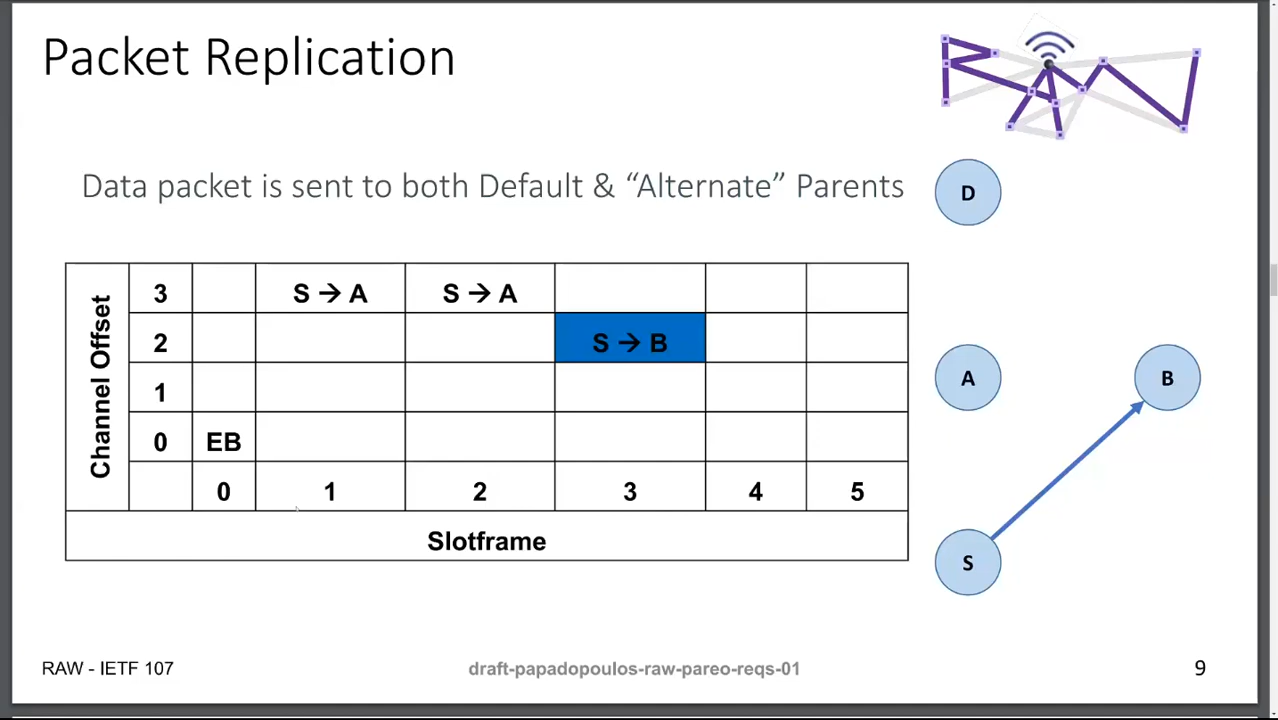 Packet Replication
Data packet is sent to both Default & “Alternate” Parents
D
Channel Offset
3 S → A S → A
2 S → B
1
0 EB
0 1 2 3 4 5
Slotframe
A B
S
RAW - IETF 107 draft-papadopoulos-raw-pareo-reqs-01 9